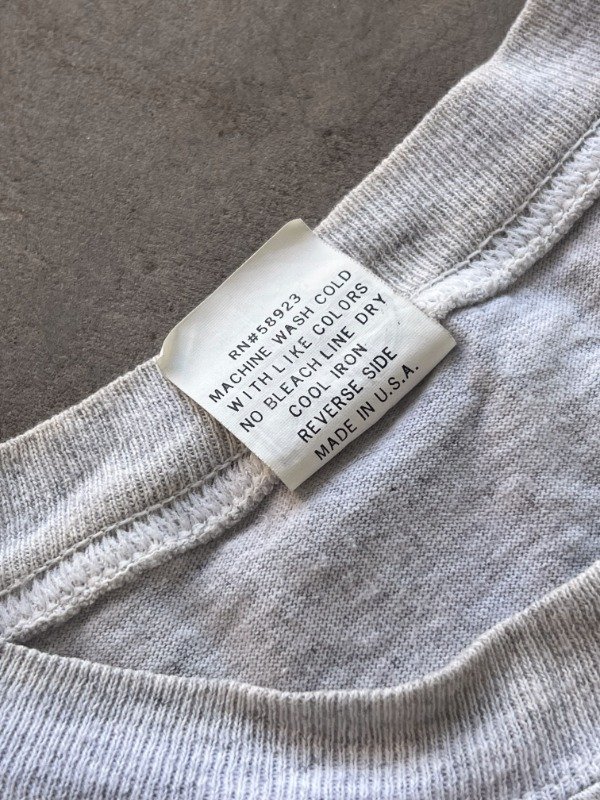 RN#58923
MACHINE WASH COLD
WITH LIKE COLORS
NO BLEACH LINE DRY
COOL IRON
REVERSE SIDE
MADE IN U.S.A.